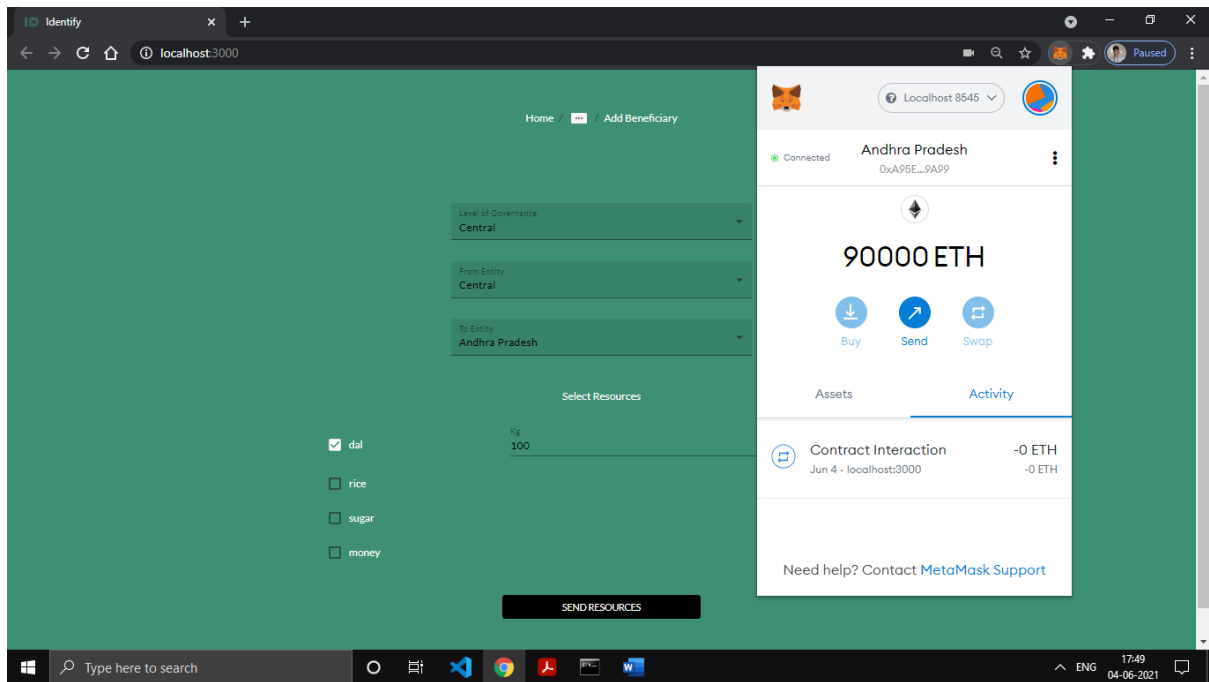 ID Identify
localhost:3000
Paused
Home / ... / Add Beneficiary
Level of Governance
Central
From Entity
Central
To Entity
Andhra Pradesh
Select Resources
dal
Kg
100
rice
sugar
money
SEND RESOURCES
Localhost 8545
Connected
Andhra Pradesh
0xA95E...9A99
90000 ETH
Buy Send Swap
Assets Activity
Contract Interaction -0 ETH
Jun 4 · localhost:3000 -0 ETH
Need help? Contact MetaMask Support
Type here to search
ENG
17:49
04-06-2021